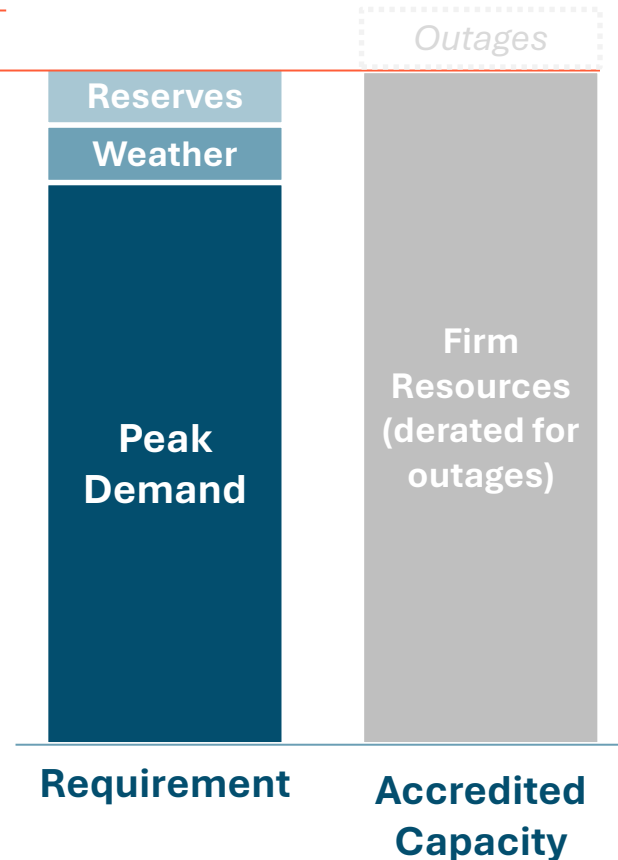 Outages
Reserves
Weather
Peak
Demand
Firm
Resources
(derated for
outages)
Requirement
Accredited
Capacity